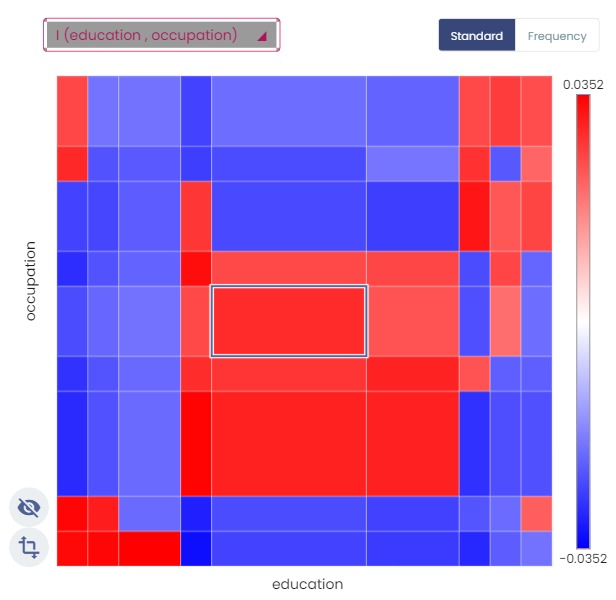 I (education , occupation)
Standard
Frequency
0.0352
occupation
-0.0352
education